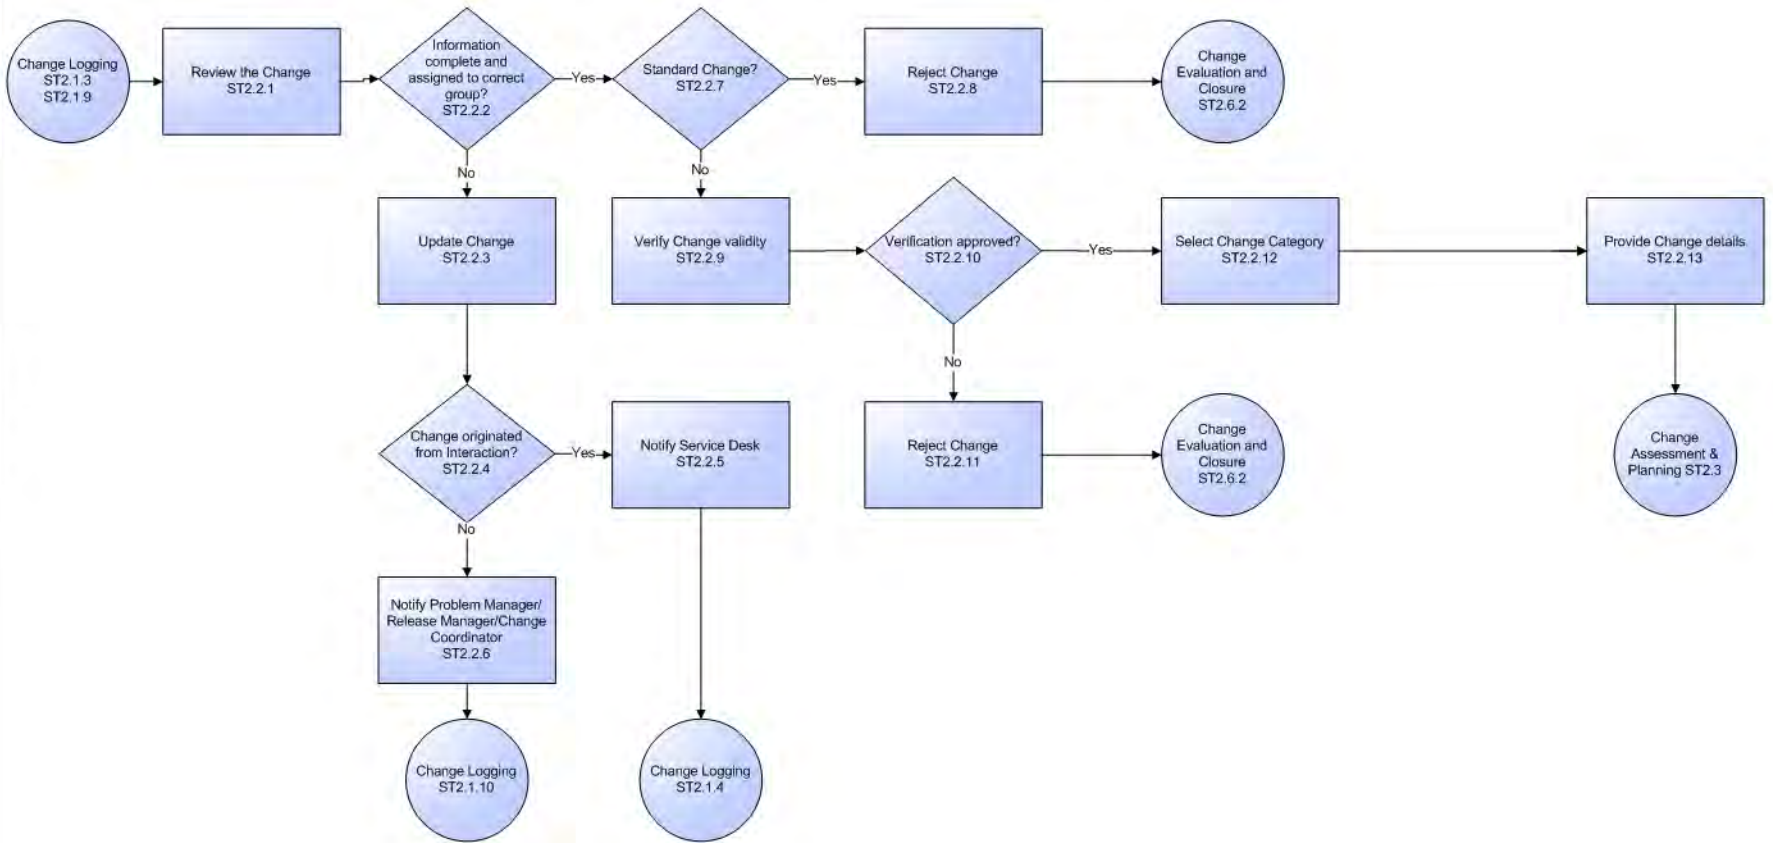 Change Logging
ST2.1.3
ST2.1.9
Review the Change
ST2.2.1
Information
complete and
assigned to correct
group?
ST2.2.2
Yes
Standard Change?
ST2.2.7
Yes
Reject Change
ST2.2.8
Change
Evaluation and
Closure
ST2.6.2
No
No
Update Change
ST2.2.3
Verify Change validity
ST2.2.9
Verification approved?
ST2.2.10
Yes
Select Change Category
ST2.2.12
Provide Change details
ST2.2.13
No
Change originated
from Interaction?
ST2.2.4
Yes
Notify Service Desk
ST2.2.5
Reject Change
ST2.2.11
Change
Evaluation and
Closure
ST2.6.2
Change
Assessment &
Planning ST2.3
No
Notify Problem Manager/
Release Manager/Change
Coordinator
ST2.2.6
Change Logging
ST2.1.10
Change Logging
ST2.1.4